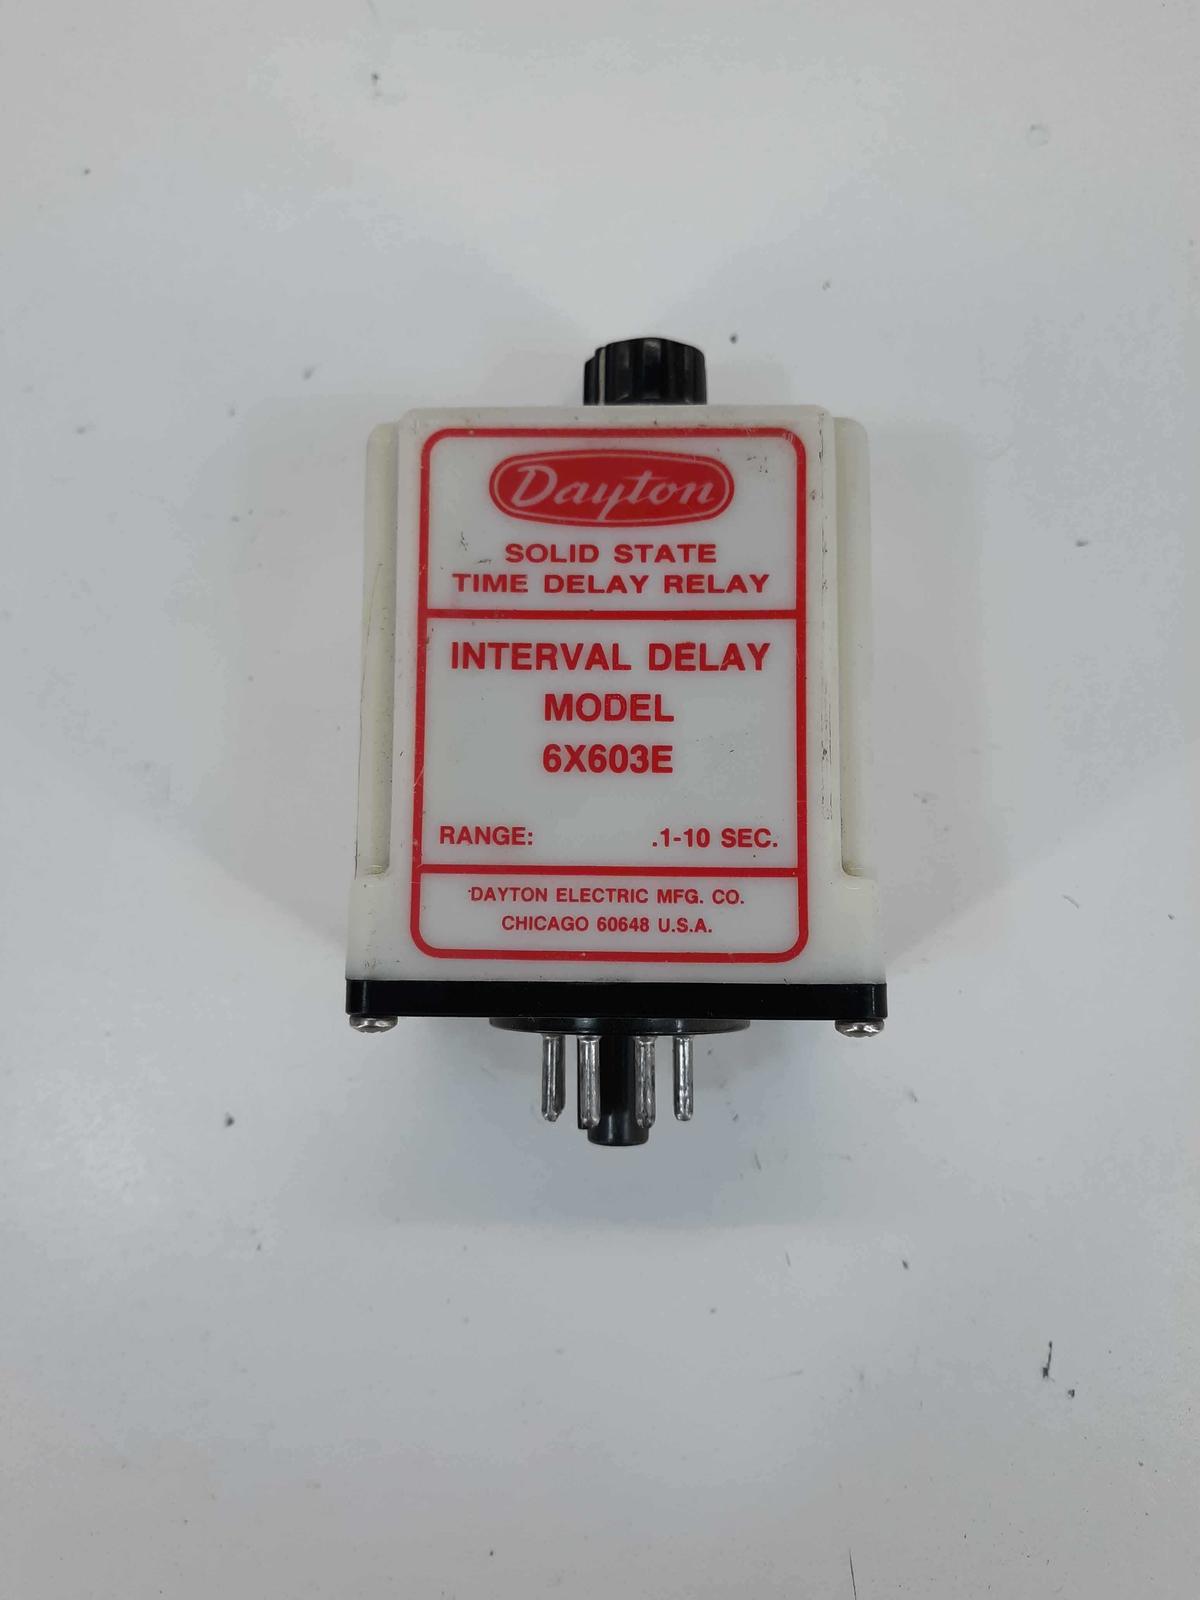 Dayton
SOLID STATE
TIME DELAY RELAY
INTERVAL DELAY
MODEL
6X603E
RANGE: .1-10 SEC.
DAYTON ELECTRIC MFG. CO.
CHICAGO 60648 U.S.A.